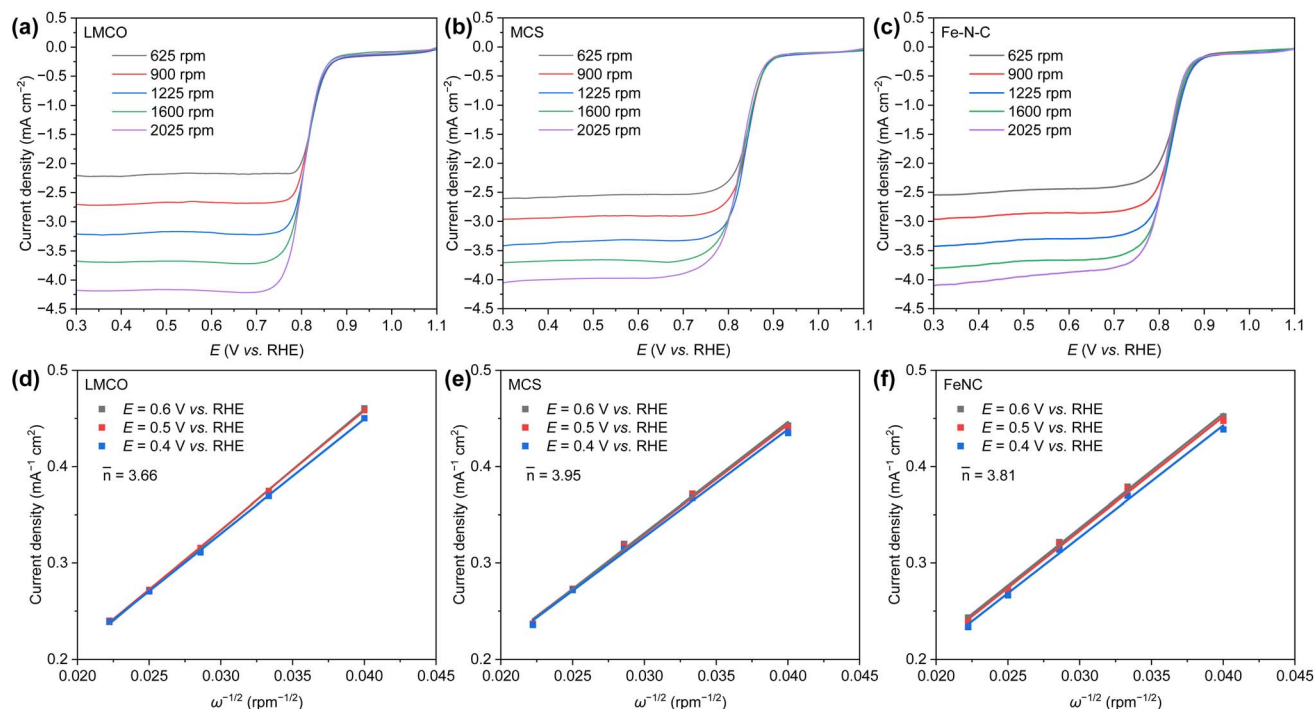 (a)
LMCO
625 rpm
900 rpm
1225 rpm
1600 rpm
2025 rpm
0.5
0.0
−0.5
−1.0
−1.5
−2.0
−2.5
−3.0
−3.5
−4.0
−4.5
Current density (mA cm⁻²)
0.3 0.4 0.5 0.6 0.7 0.8 0.9 1.0 1.1
E (V vs. RHE)
(b)
MCS
625 rpm
900 rpm
1225 rpm
1600 rpm
2025 rpm
0.5
0.0
−0.5
−1.0
−1.5
−2.0
−2.5
−3.0
−3.5
−4.0
−4.5
Current density (mA cm⁻²)
0.3 0.4 0.5 0.6 0.7 0.8 0.9 1.0 1.1
E (V vs. RHE)
(c)
Fe-N-C
625 rpm
900 rpm
1225 rpm
1600 rpm
2025 rpm
0.5
0.0
−0.5
−1.0
−1.5
−2.0
−2.5
−3.0
−3.5
−4.0
−4.5
Current density (mA cm⁻²)
0.3 0.4 0.5 0.6 0.7 0.8 0.9 1.0 1.1
E (V vs. RHE)
(d)
LMCO
E = 0.6 V vs. RHE
E = 0.5 V vs. RHE
E = 0.4 V vs. RHE
n̅ = 3.66
0.5
0.4
0.3
0.2
Current density (mA⁻¹ cm²)
0.020 0.025 0.030 0.035 0.040 0.045
ω⁻¹/² (rpm⁻¹/²)
(e)
MCS
E = 0.6 V vs. RHE
E = 0.5 V vs. RHE
E = 0.4 V vs. RHE
n̅ = 3.95
0.5
0.4
0.3
0.2
Current density (mA⁻¹ cm²)
0.020 0.025 0.030 0.035 0.040 0.045
ω⁻¹/² (rpm⁻¹/²)
(f)
FeNC
E = 0.6 V vs. RHE
E = 0.5 V vs. RHE
E = 0.4 V vs. RHE
n̅ = 3.81
0.5
0.4
0.3
0.2
Current density (mA⁻¹ cm²)
0.020 0.025 0.030 0.035 0.040 0.045
ω⁻¹/² (rpm⁻¹/²)